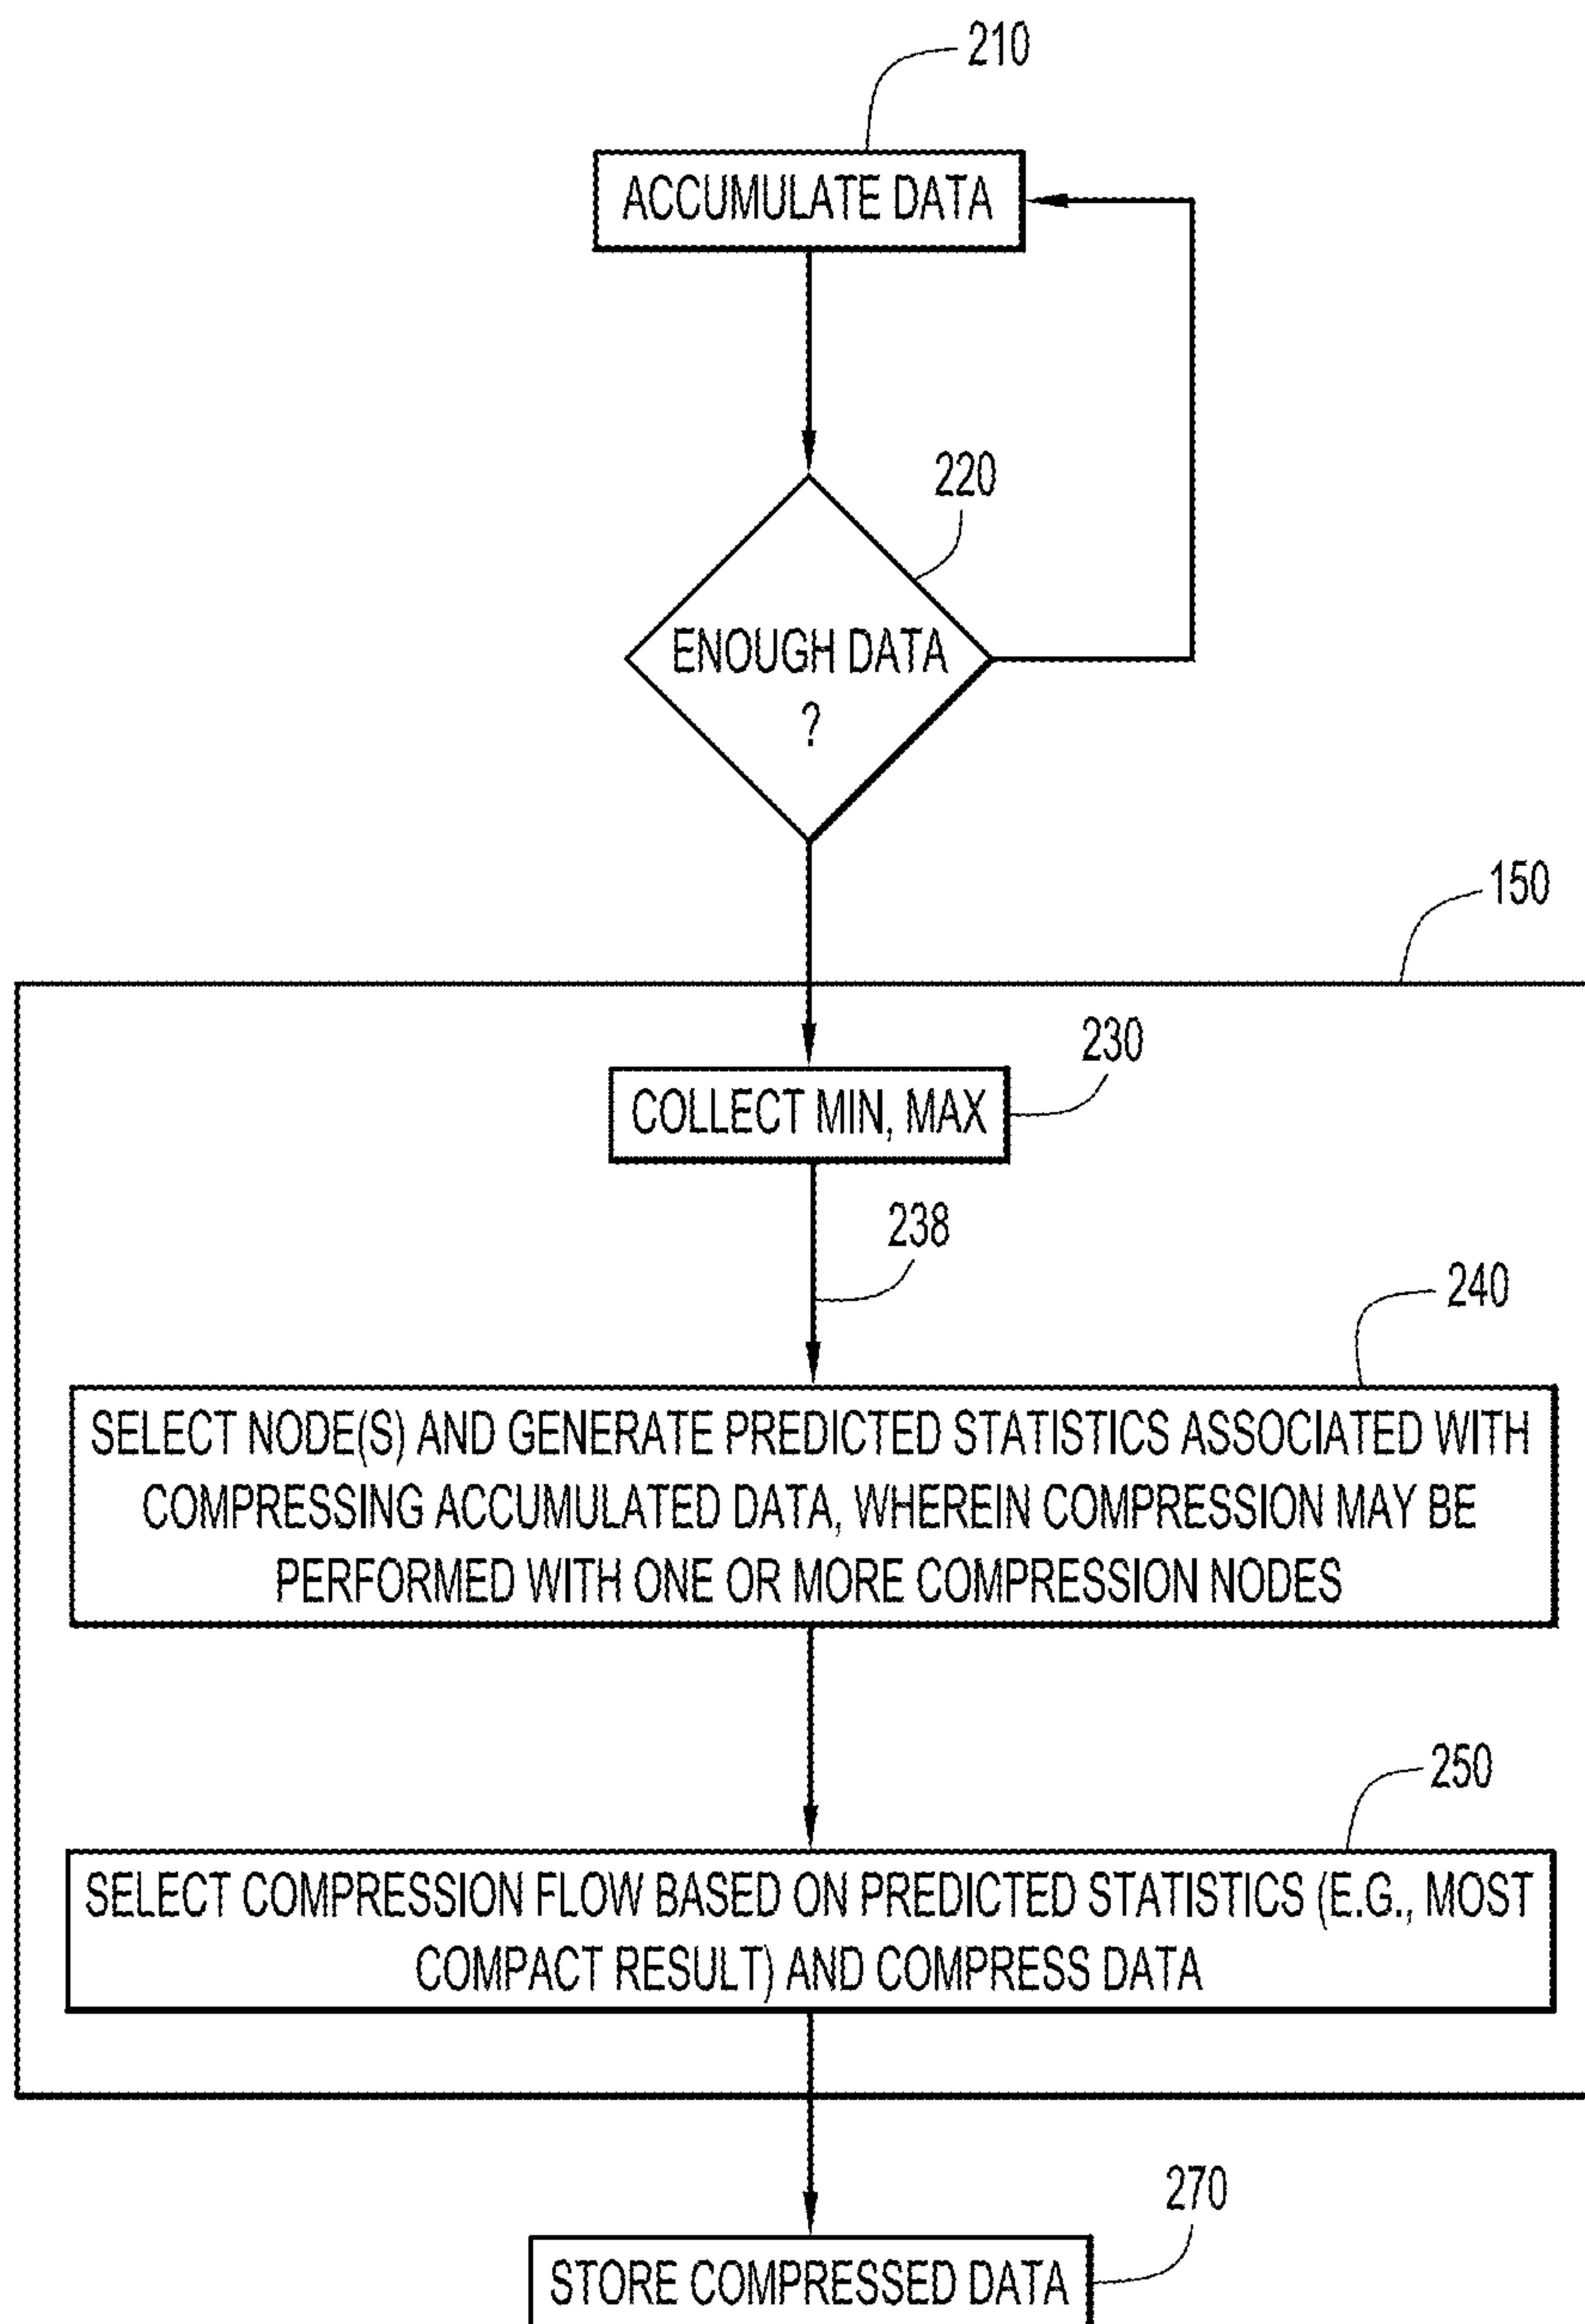 210
ACCUMULATE DATA
220
ENOUGH DATA
?
150
230
COLLECT MIN, MAX
238
240
SELECT NODE(S) AND GENERATE PREDICTED STATISTICS ASSOCIATED WITH
COMPRESSING ACCUMULATED DATA, WHEREIN COMPRESSION MAY BE
PERFORMED WITH ONE OR MORE COMPRESSION NODES
250
SELECT COMPRESSION FLOW BASED ON PREDICTED STATISTICS (E.G., MOST
COMPACT RESULT) AND COMPRESS DATA
270
STORE COMPRESSED DATA